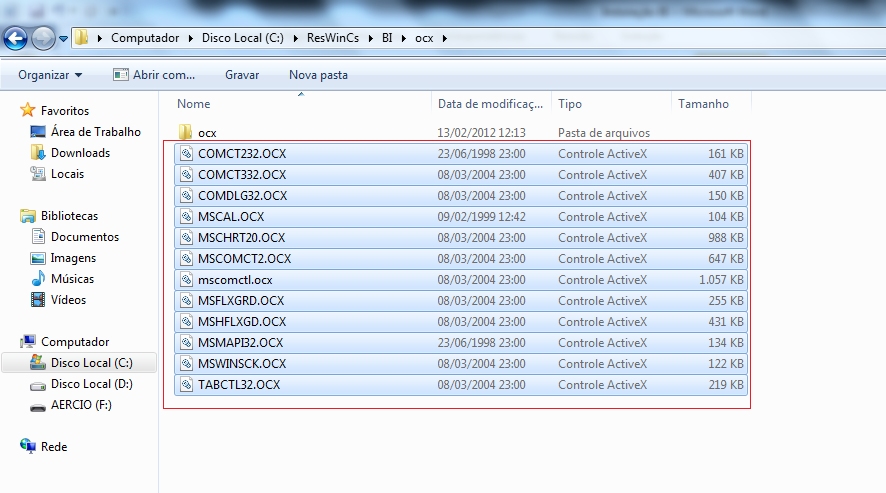 Computador Disco Local (C:) ResWinCs BI ocx
Organizar Abrir com... Gravar Nova pasta
Nome Data de modificaç... Tipo Tamanho
Favoritos
Área de Trabalho
Downloads
Locais
Bibliotecas
Documentos
Imagens
Músicas
Vídeos
Computador
Disco Local (C:)
Disco Local (D:)
AERCIO (F:)
Rede
ocx 13/02/2012 12:13 Pasta de arquivos
COMCT232.OCX 23/06/1998 23:00 Controle ActiveX 161 KB
COMCT332.OCX 08/03/2004 23:00 Controle ActiveX 407 KB
COMDLG32.OCX 08/03/2004 23:00 Controle ActiveX 150 KB
MSCAL.OCX 09/02/1999 12:42 Controle ActiveX 104 KB
MSCHRT20.OCX 08/03/2004 23:00 Controle ActiveX 988 KB
MSCOMCT2.OCX 08/03/2004 23:00 Controle ActiveX 647 KB
mscomctl.ocx 08/03/2004 23:00 Controle ActiveX 1.057 KB
MSFLXGRD.OCX 08/03/2004 23:00 Controle ActiveX 255 KB
MSHFLXGD.OCX 08/03/2004 23:00 Controle ActiveX 431 KB
MSMAPI32.OCX 23/06/1998 23:00 Controle ActiveX 134 KB
MSWINSCK.OCX 08/03/2004 23:00 Controle ActiveX 122 KB
TABCTL32.OCX 08/03/2004 23:00 Controle ActiveX 219 KB